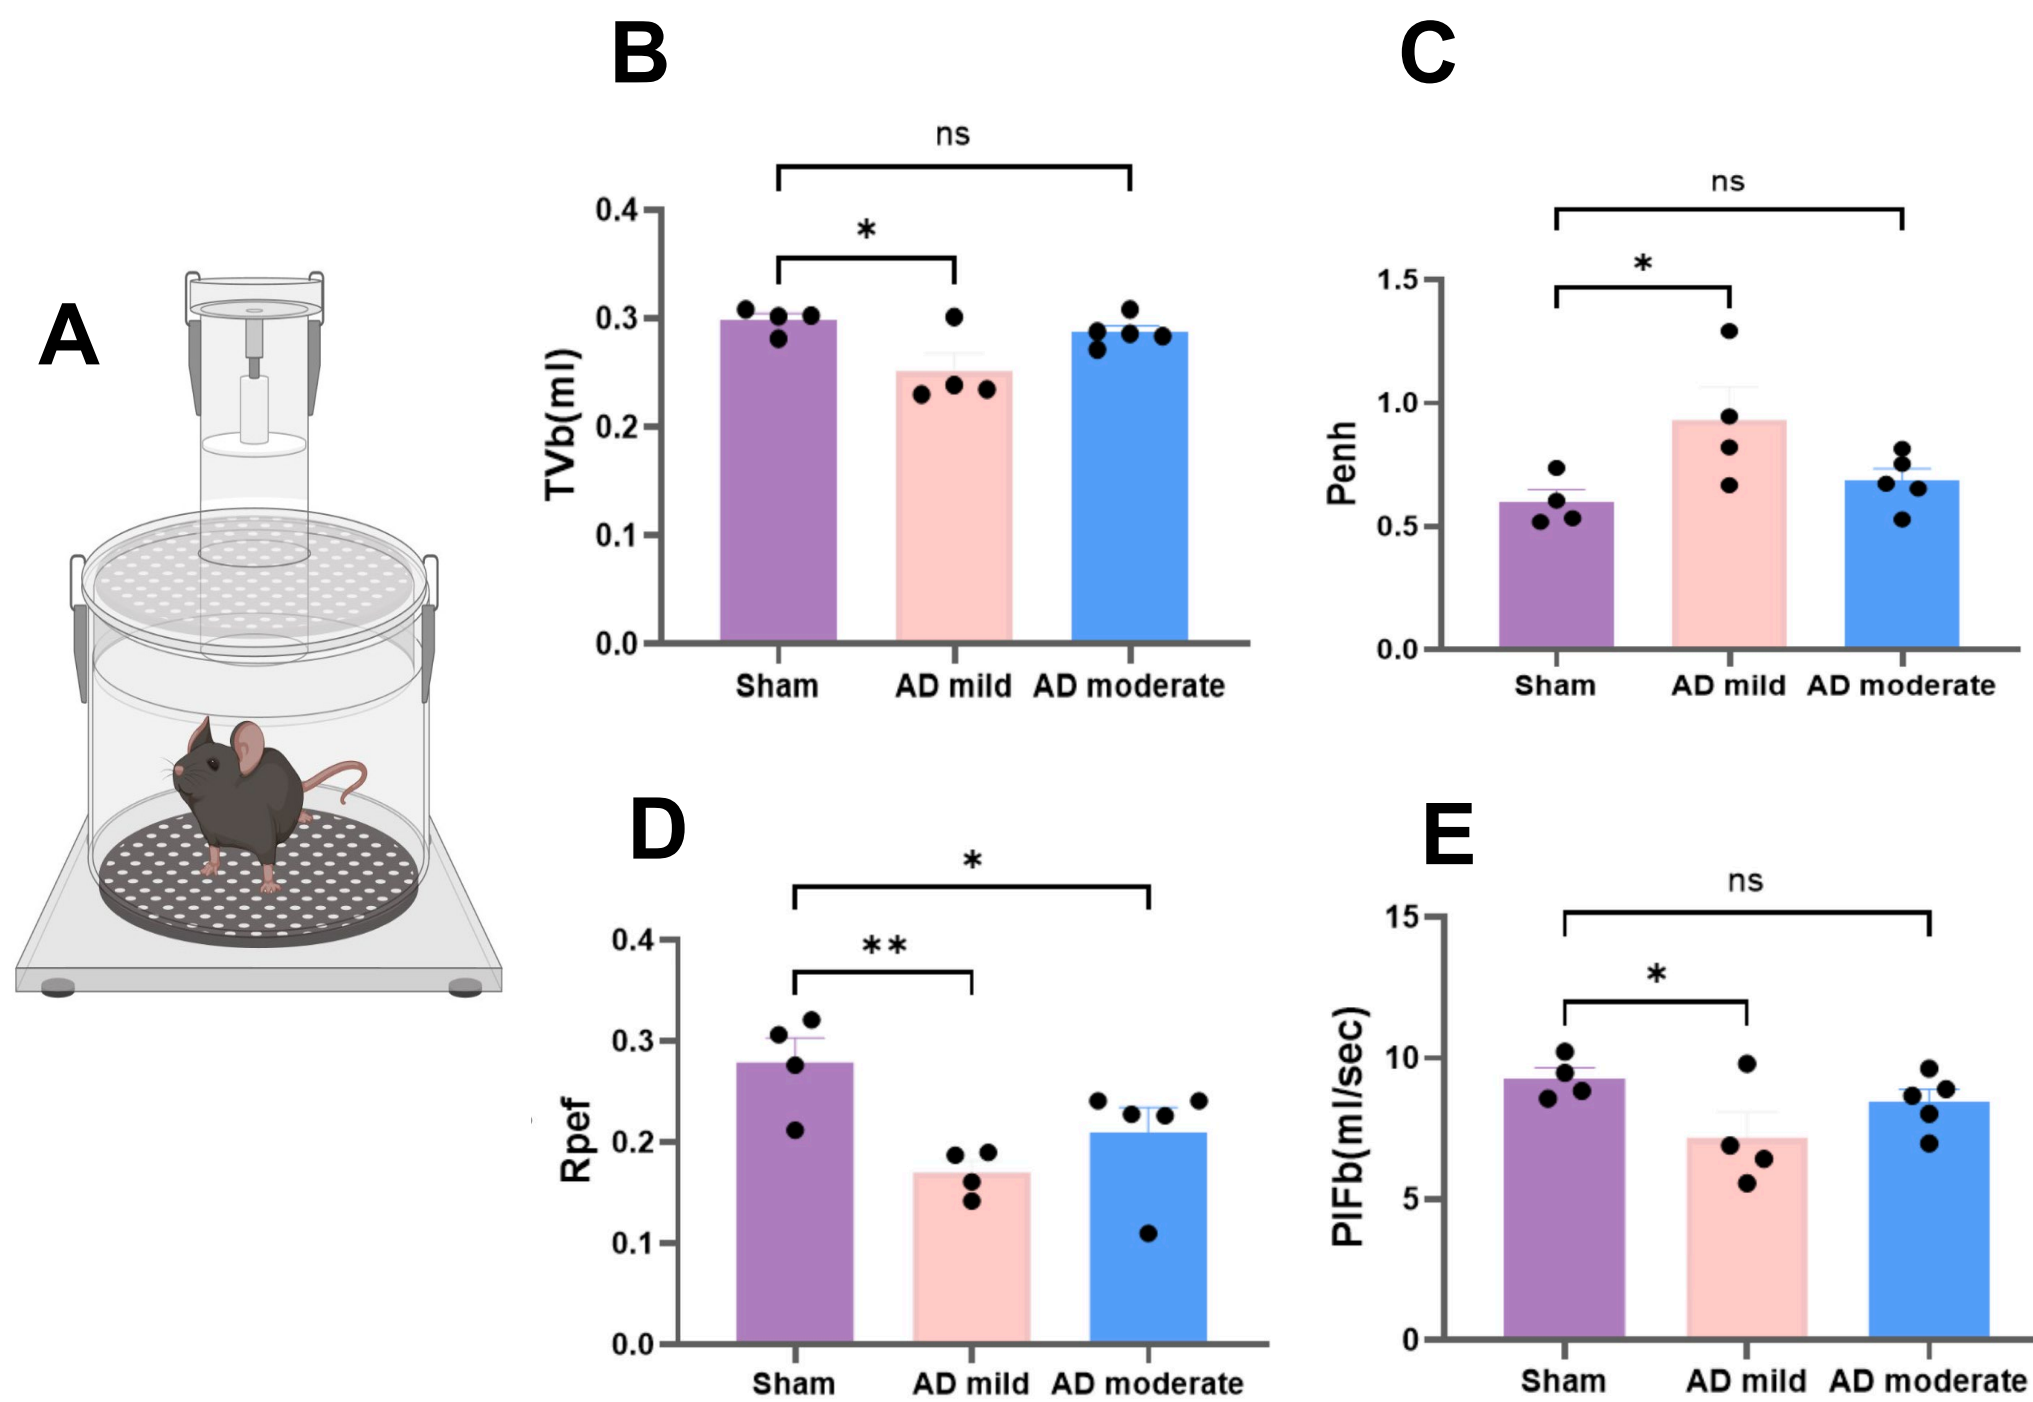 A
B
ns
*
TVb(ml)
0.4
0.3
0.2
0.1
0.0
Sham AD mild AD moderate
C
ns
*
Penh
1.5
1.0
0.5
0.0
Sham AD mild AD moderate
D
*
**
Rpef
0.4
0.3
0.2
0.1
0.0
Sham AD mild AD moderate
E
ns
*
PIFb(ml/sec)
15
10
5
0
Sham AD mild AD moderate